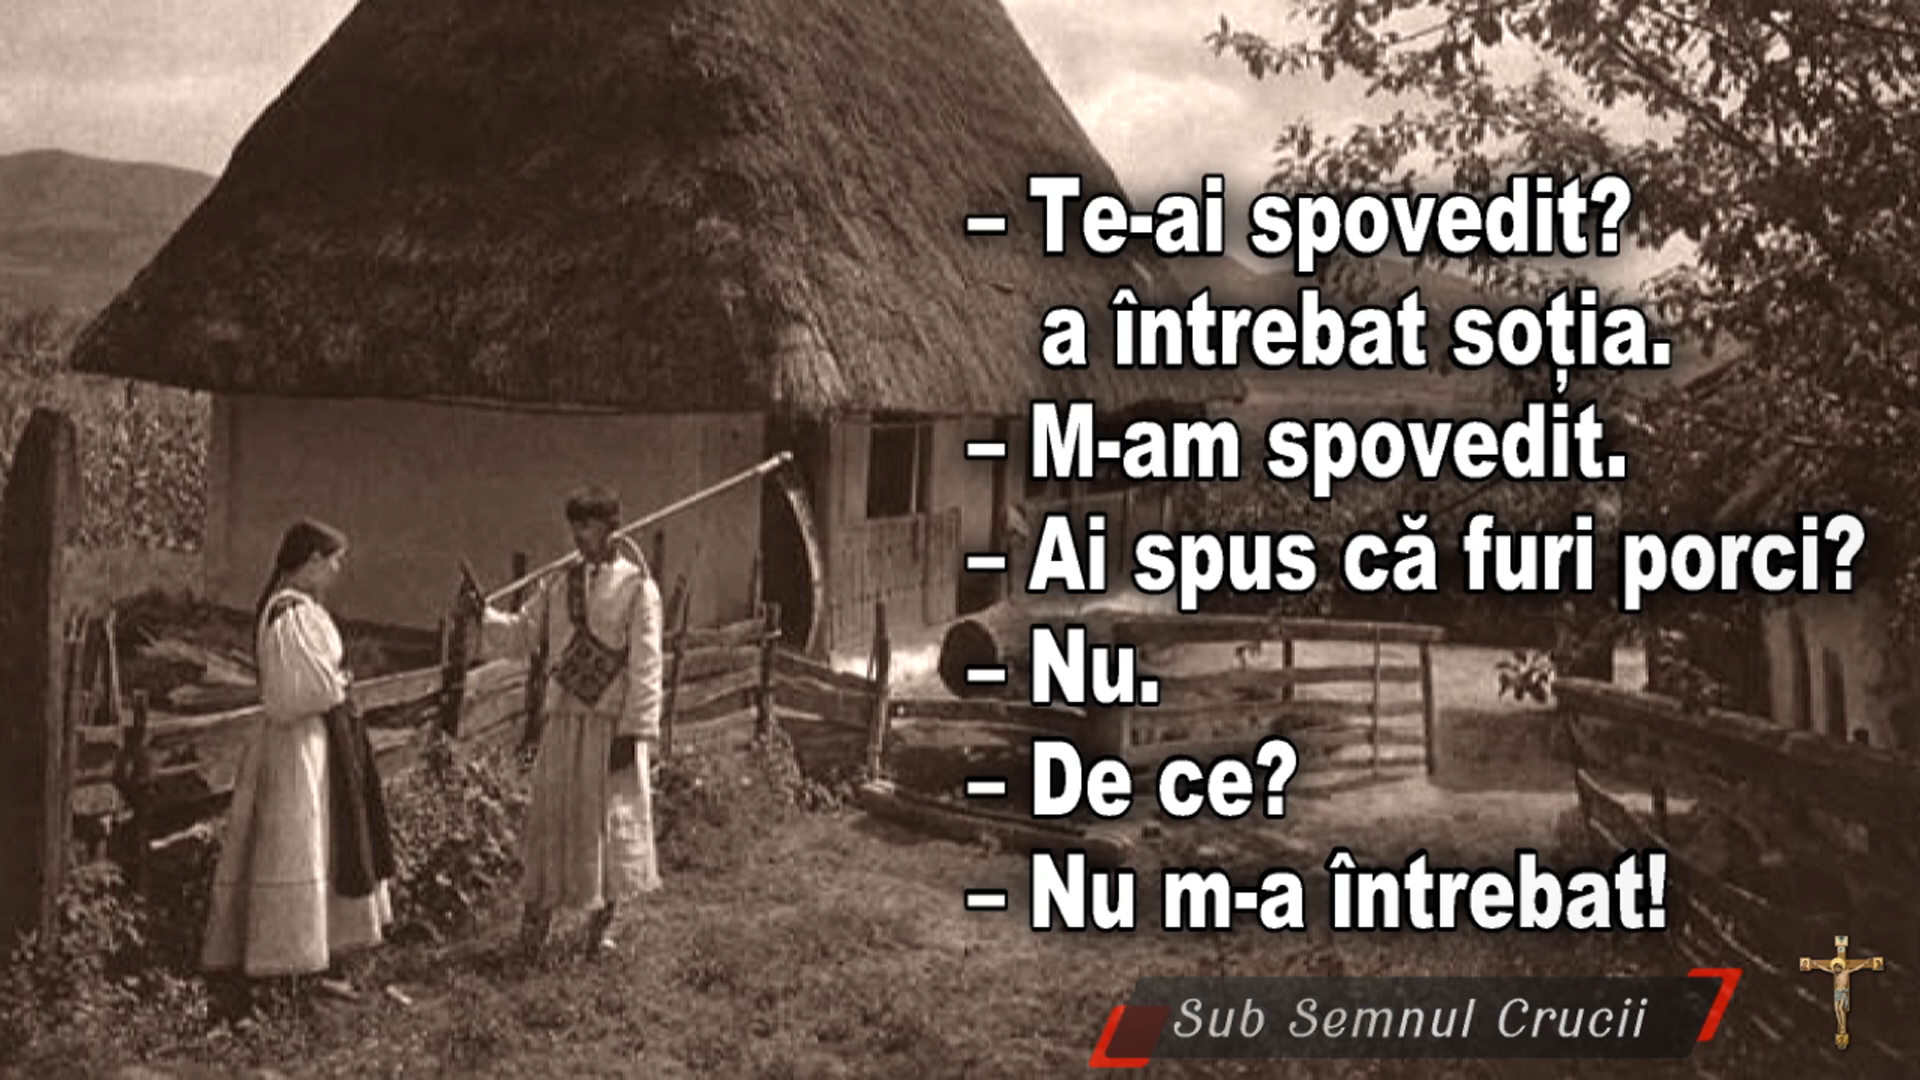 – Te-ai spovedit?
a întrebat soția.
– M-am spovedit.
– Ai spus că furi porci?
– Nu.
– De ce?
– Nu m-a întrebat!
Sub Semnul Crucii